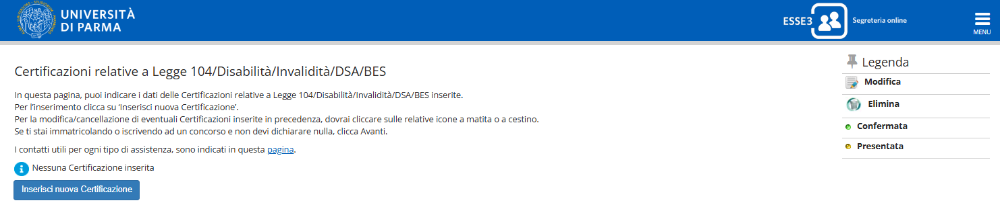 UNIVERSITÀ
DI PARMA
ESSE3
Segreteria online
MENU
Certificazioni relative a Legge 104/Disabilità/Invalidità/DSA/BES
In questa pagina, puoi indicare i dati delle Certificazioni relative a Legge 104/Disabilità/Invalidità/DSA/BES inserite.
Per l’inserimento clicca su ‘Inserisci nuova Certificazione’.
Per la modifica/cancellazione di eventuali Certificazioni inserite in precedenza, dovrai cliccare sulle relative icone a matita o a cestino.
Se ti stai immatricolando o iscrivendo ad un concorso e non devi dichiarare nulla, clicca Avanti.
I contatti utili per ogni tipo di assistenza, sono indicati in questa pagina.
Nessuna Certificazione inserita
Inserisci nuova Certificazione
Legenda
Modifica
Elimina
Confermata
Presentata